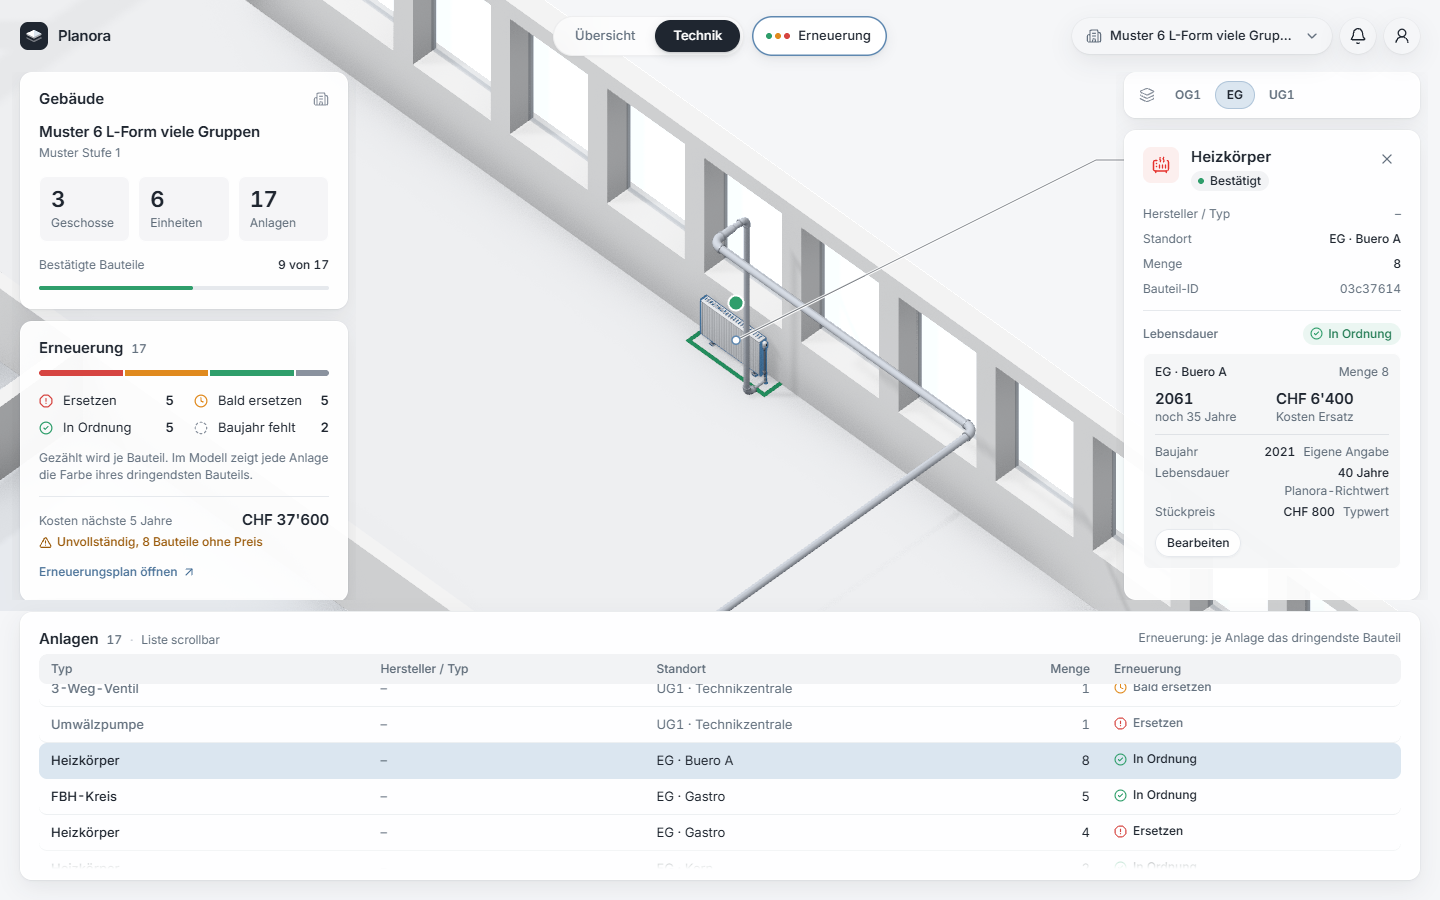 Planora
Übersicht
Technik
Erneuerung
Muster 6 L-Form viele Grup...
Gebäude
Muster 6 L-Form viele Gruppen
Muster Stufe 1
3
Geschosse
6
Einheiten
17
Anlagen
Bestätigte Bauteile
9 von 17
Erneuerung 17
Ersetzen 5
Bald ersetzen 5
In Ordnung 5
Baujahr fehlt 2
Gezählt wird je Bauteil. Im Modell zeigt jede Anlage
die Farbe ihres dringendsten Bauteils.
Kosten nächste 5 Jahre CHF 37'600
Unvollständig, 8 Bauteile ohne Preis
Erneuerungsplan öffnen
OG1 EG UG1
Heizkörper
Bestätigt
Hersteller / Typ –
Standort EG · Buero A
Menge 8
Bauteil-ID 03c37614
Lebensdauer In Ordnung
EG · Buero A Menge 8
2061 CHF 6'400
noch 35 Jahre Kosten Ersatz
Baujahr 2021 Eigene Angabe
Lebensdauer 40 Jahre
Planora-Richtwert
Stückpreis CHF 800 Typwert
Bearbeiten
Anlagen 17 · Liste scrollbar
Erneuerung: je Anlage das dringendste Bauteil
Typ Hersteller / Typ Standort Menge Erneuerung
3-Weg-Ventil – UG1 · Technikzentrale 1 Bald ersetzen
Umwälzpumpe – UG1 · Technikzentrale 1 Ersetzen
Heizkörper – EG · Buero A 8 In Ordnung
FBH-Kreis – EG · Gastro 5 In Ordnung
Heizkörper – EG · Gastro 4 Ersetzen